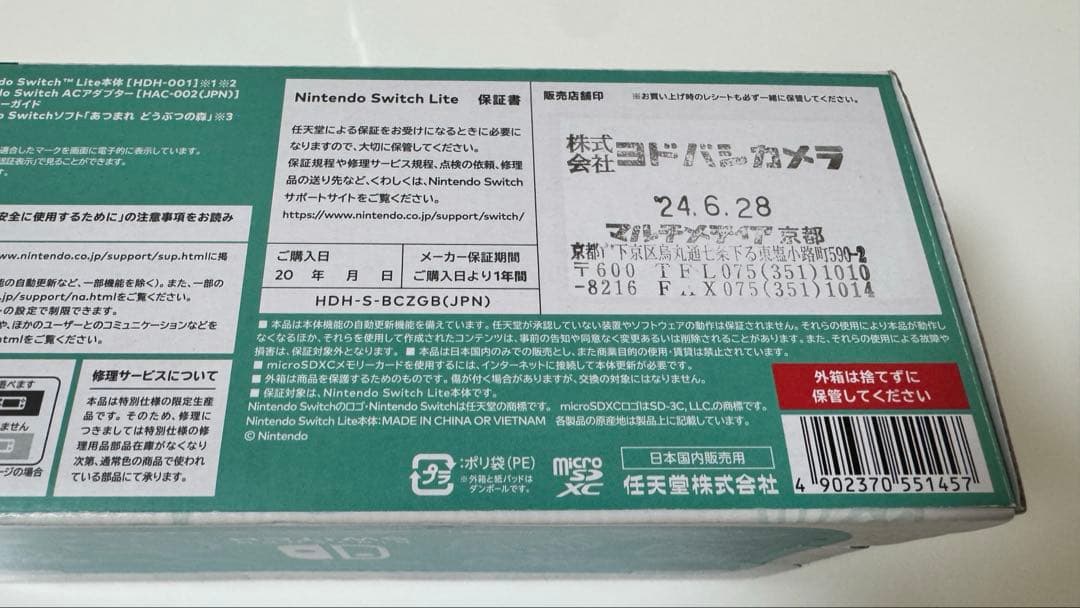 do Switch™ Lite本体 [HDH-001]※1※2
do Switch ACアダプター [HAC-002(JPN)]
ーガイド
o Switchソフト「あつまれ どうぶつの森」※3
適合したマークを画面に電子的に表示しています。
認証表示」で見ることができます。
安全に使用するために」の注意事項をお読み
www.nintendo.co.jp/support/sup.htmlに掲
の自動更新など、一部機能を除く）。また、一部の
.jp/support/na.htmlをご覧ください。
ーの設定で制限できます。
や、ほかのユーザーとのコミュニケーションなどを
htmlをご覧ください。
遊べます
ません
ージの場合
修理サービスについて
本品は特別仕様の限定生産
品です。そのため、修理に
つきましては特別仕様の修
理用品部品在庫がなくなり
次第、通常色の商品で使われ
ている部品にて承ります。
Nintendo Switch Lite 保証書
任天堂による保証をお受けになるときに必要に
なりますので、大切に保管してください。
保証規程や修理サービス規程、点検の依頼、修理
品の送り先など、くわしくは、Nintendo Switch
サポートサイトをご覧ください。
https://www.nintendo.co.jp/support/switch/
ご購入日
20 年 月 日
メーカー保証期間
ご購入日より1年間
HDH-S-BCZGB(JPN)
販売店舗印 ※お買い上げ時のレシートも必ず一緒に保管してください。
株式会社ヨドバシカメラ
'24.6.28
マルチメディア京都
京都 下京区烏丸通七条下る東塩小路町590-2
〒600 TEL075(351)1010
-8216 FAX075(351)1014
■本品は本体機能の自動更新機能を備えています。任天堂が承認していない装置やソフトウェアの動作は保証されません。それらの使用により本品が動作し
なくなるほか、それらを使用して作成されたコンテンツは、事前の告知や同意なく変更あるいは削除されることがあります。また、それらの使用による故障や
損害は、保証対象外となります。 ■本品は日本国内のみでの販売とし、また商業目的の使用・賃貸は禁止されています。
■microSDXCメモリーカードを使用するには、インターネットに接続して本体更新が必要です。
■外箱は商品を保護するためのものです。傷が付く場合がありますが、交換の対象にはなりません。
■保証対象は、Nintendo Switch Lite本体です。
Nintendo Switchのロゴ・Nintendo Switchは任天堂の商標です。 microSDXCロゴはSD-3C, LLC.の商標です。
Nintendo Switch Lite本体：MADE IN CHINA OR VIETNAM 各製品の原産地は製品上に記載しています。
© Nintendo
外箱は捨てずに
保管してください
プラ
:ポリ袋(PE)
※外箱と紙パッドは
ダンボールです。
micro
SD
XC
日本国内販売用
任天堂株式会社
4 902370 551457